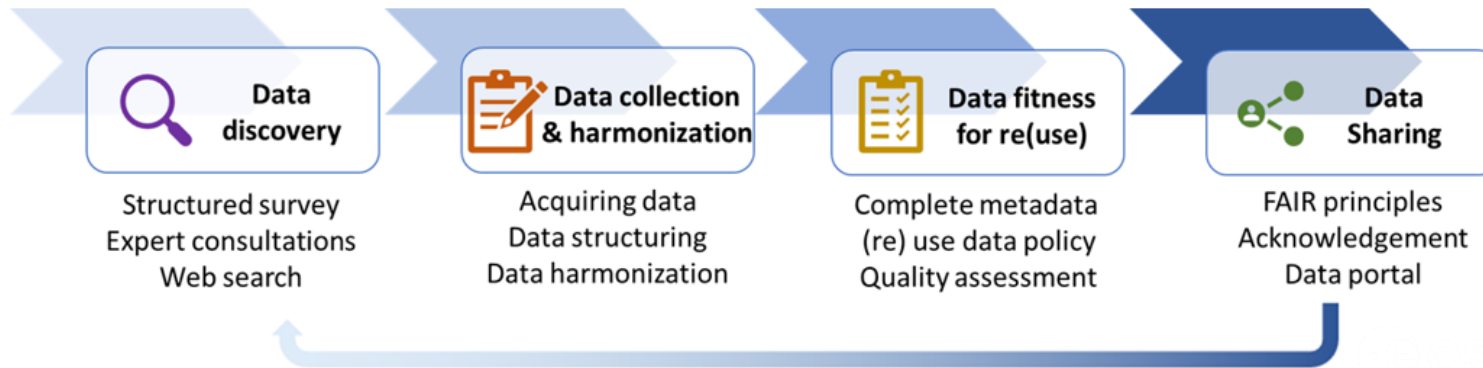 Data
discovery
Structured survey
Expert consultations
Web search
Data collection
& harmonization
Acquiring data
Data structuring
Data harmonization
Data fitness
for re(use)
Complete metadata
(re) use data policy
Quality assessment
Data
Sharing
FAIR principles
Acknowledgement
Data portal